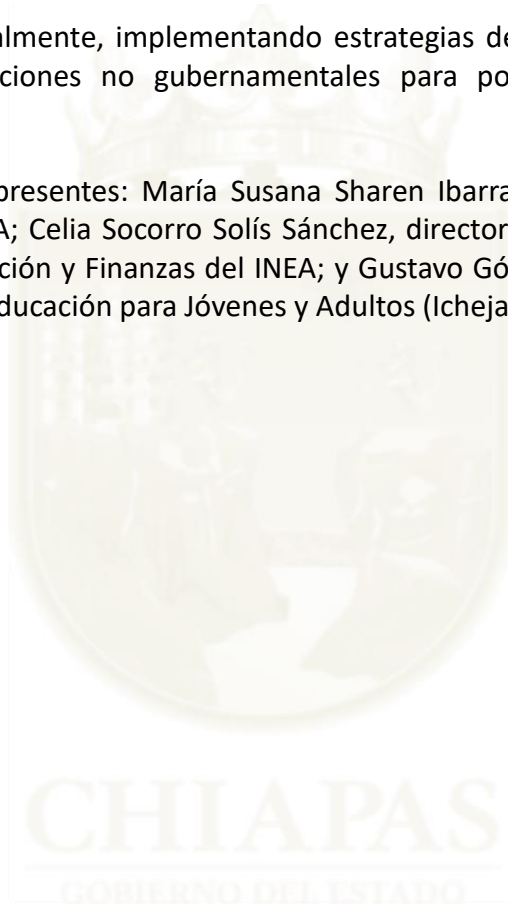 almente, implementando estrategias de
ciones no gubernamentales para po
presentes: María Susana Sharen Ibarra
A; Celia Socorro Solís Sánchez, director
ción y Finanzas del INEA; y Gustavo Gó
ducación para Jóvenes y Adultos (Icheja
CHIAPAS
GOBIERNO DEL ESTADO